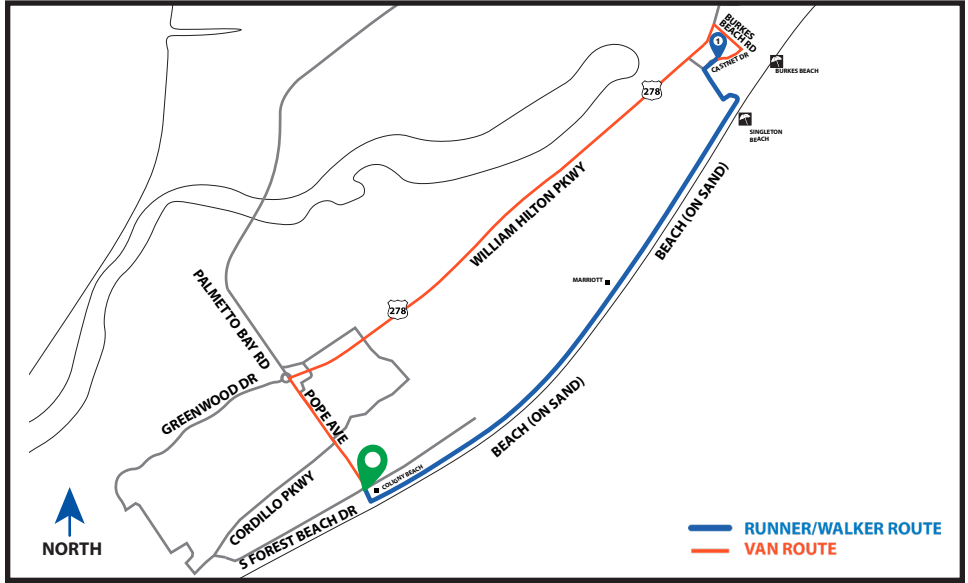 BURKES
BEACH RD
1
CASTNET DR
BURKES BEACH
278
SINGLETON
BEACH
WILLIAM HILTON PKWY
BEACH (ON SAND)
PALMETTO BAY RD
MARRIOTT
278
GREENWOOD DR
POPE AVE
BEACH (ON SAND)
COLIGNY BEACH
CORDILLO PKWY
S FOREST BEACH DR
NORTH
RUNNER/WALKER ROUTE
VAN ROUTE